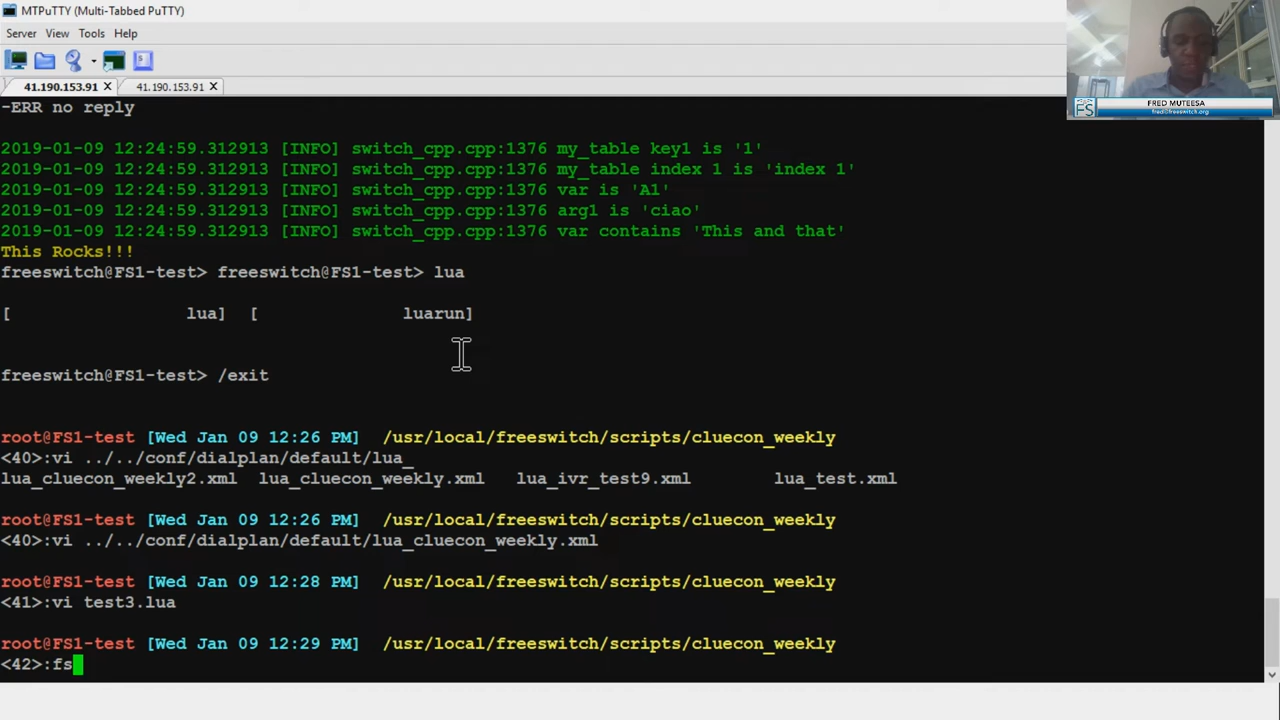 MTPuTTY (Multi-Tabbed PuTTY)
Server View Tools Help
41.190.153.91 41.190.153.91
FRED MUTEESA
fred@freeswitch.org
FS
-ERR no reply
2019-01-09 12:24:59.312913 [INFO] switch_cpp.cpp:1376 my_table key1 is '1'
2019-01-09 12:24:59.312913 [INFO] switch_cpp.cpp:1376 my_table index 1 is 'index 1'
2019-01-09 12:24:59.312913 [INFO] switch_cpp.cpp:1376 var is 'A1'
2019-01-09 12:24:59.312913 [INFO] switch_cpp.cpp:1376 arg1 is 'ciao'
2019-01-09 12:24:59.312913 [INFO] switch_cpp.cpp:1376 var contains 'This and that'
This Rocks!!!
freeswitch@FS1-test> freeswitch@FS1-test> lua
[ lua] [ luarun]
freeswitch@FS1-test> /exit
root@FS1-test [Wed Jan 09 12:26 PM] /usr/local/freeswitch/scripts/cluecon_weekly
<40>:vi ../../conf/dialplan/default/lua_
lua_cluecon_weekly2.xml lua_cluecon_weekly.xml lua_ivr_test9.xml lua_test.xml
root@FS1-test [Wed Jan 09 12:26 PM] /usr/local/freeswitch/scripts/cluecon_weekly
<40>:vi ../../conf/dialplan/default/lua_cluecon_weekly.xml
root@FS1-test [Wed Jan 09 12:28 PM] /usr/local/freeswitch/scripts/cluecon_weekly
<41>:vi test3.lua
root@FS1-test [Wed Jan 09 12:29 PM] /usr/local/freeswitch/scripts/cluecon_weekly
<42>:fs